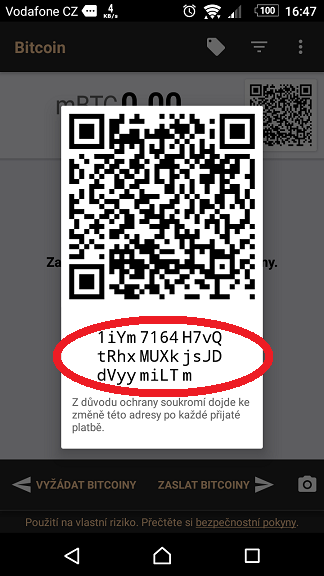 Vodafone CZ 4 KB/s 100 16:47
Bitcoin
mBTC 0.00
1iYm 7164 H7vQ
tRhx MUXk jsJD
dVyy miLT m
Z důvodu ochrany soukromí dojde ke
změně této adresy po každé přijaté
platbě.
VYŽÁDAT BITCOINY ZASLAT BITCOINY
Použití na vlastní riziko. Přečtěte si bezpečnostní pokyny.